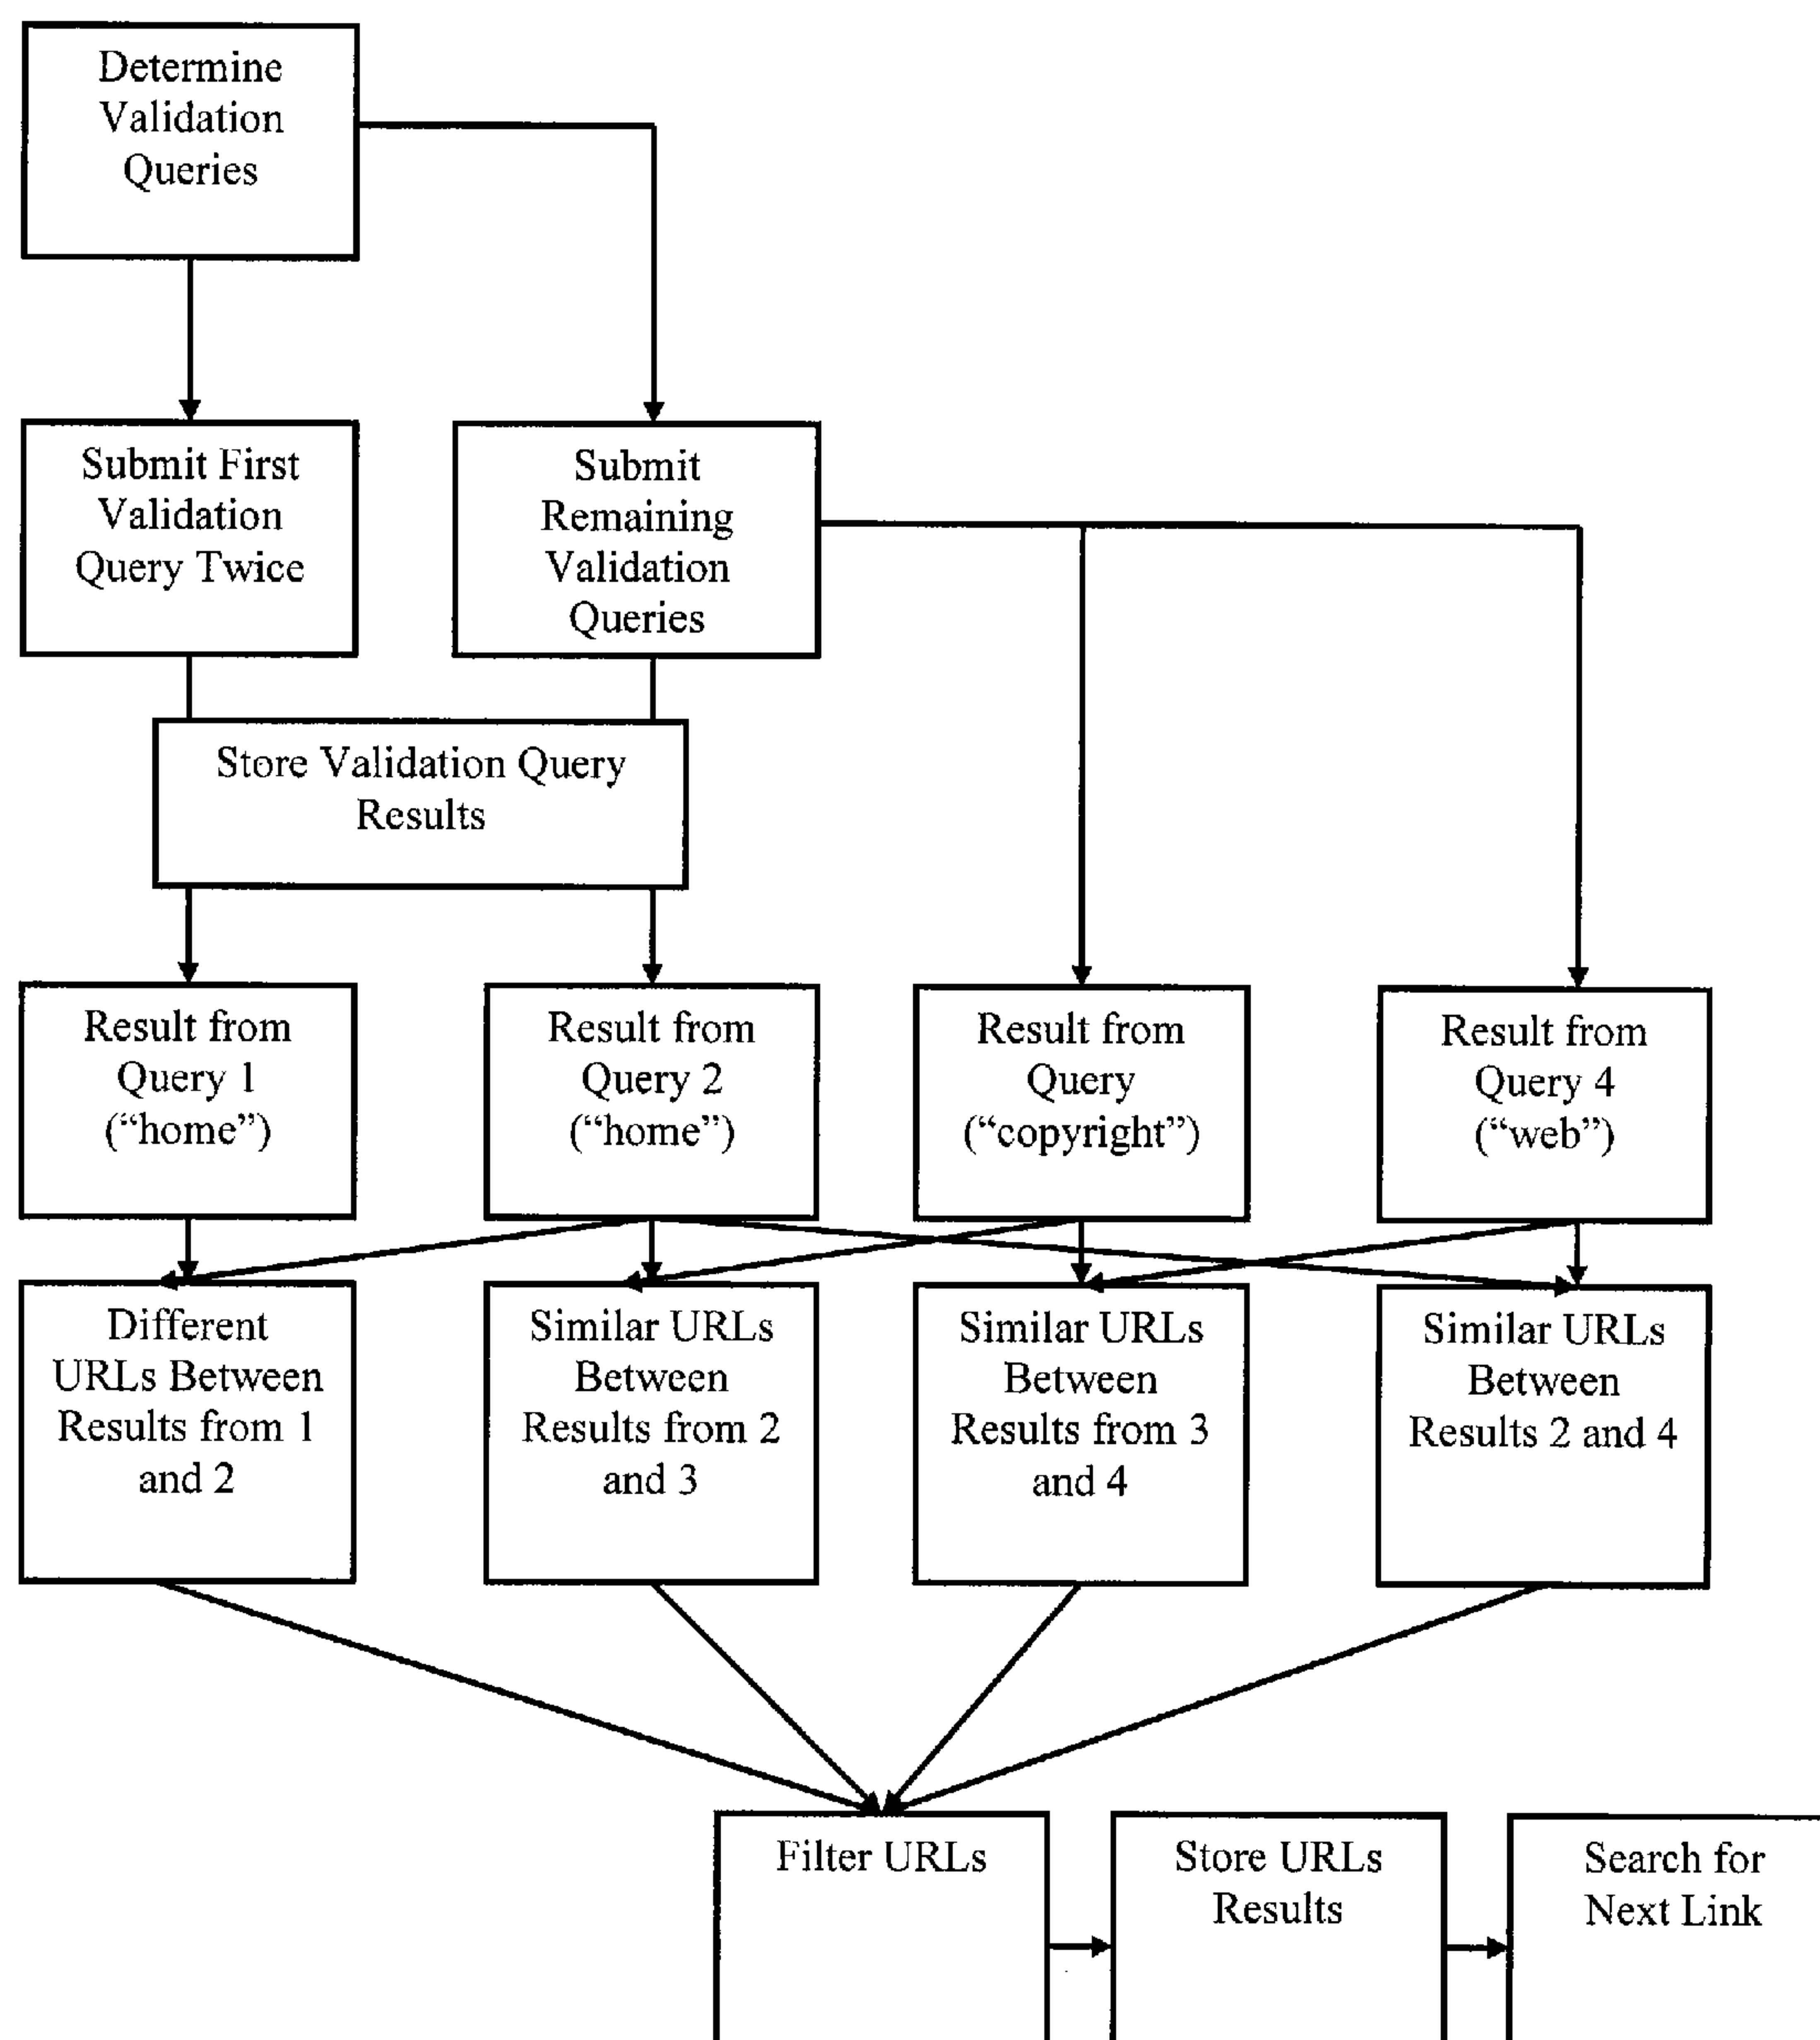 Determine
Validation
Queries
Submit First
Validation
Query Twice
Submit
Remaining
Validation
Queries
Store Validation Query
Results
Result from
Query 1
(“home”)
Result from
Query 2
(“home”)
Result from
Query
(“copyright”)
Result from
Query 4
(“web”)
Different
URLs Between
Results from 1
and 2
Similar URLs
Between
Results from 2
and 3
Similar URLs
Between
Results from 3
and 4
Similar URLs
Between
Results 2 and 4
Filter URLs
Store URLs
Results
Search for
Next Link